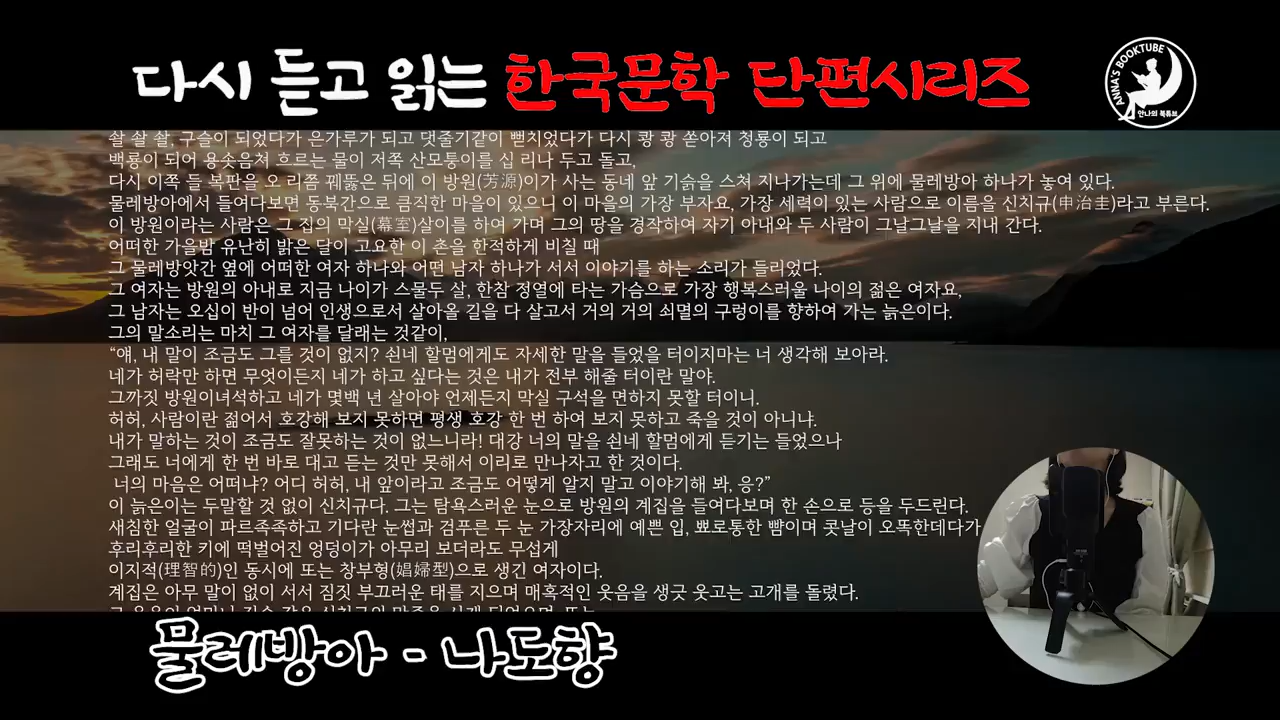 다시 듣고 읽는 한국문학 단편시리즈
ANNA'S BOOKTUBE
안나의 북튜브
솰 솰 솰, 구슬이 되었다가 은가루가 되고 댓줄기같이 뻗치었다가 다시 쾅 쾅 쏟아져 청룡이 되고
백룡이 되어 용솟음쳐 흐르는 물이 저쪽 산모퉁이를 십 리나 두고 돌고,
다시 이쪽 들 복판을 오 리쯤 꿰뚫은 뒤에 이 방원(芳源)이가 사는 동네 앞 기슭을 스쳐 지나가는데 그 위에 물레방아 하나가 놓여 있다.
물레방아에서 들여다보면 동북간으로 큼직한 마을이 있으니 이 마을의 가장 부자요, 가장 세력이 있는 사람으로 이름을 신치규(申治圭)라고 부른다.
이 방원이라는 사람은 그 집의 막실(幕室)살이를 하여 가며 그의 땅을 경작하여 자기 아내와 두 사람이 그날그날을 지내 간다.
어떠한 가을밤 유난히 밝은 달이 고요한 이 촌을 한적하게 비칠 때
그 물레방앗간 옆에 어떠한 여자 하나와 어떤 남자 하나가 서서 이야기를 하는 소리가 들리었다.
그 여자는 방원의 아내로 지금 나이가 스물두 살, 한참 정열에 타는 가슴으로 가장 행복스러울 나이의 젊은 여자요,
그 남자는 오십이 반이 넘어 인생으로서 살아올 길을 다 살고서 거의 거의 쇠멸의 구렁이를 향하여 가는 늙은이다.
그의 말소리는 마치 그 여자를 달래는 것같이,
“얘, 내 말이 조금도 그를 것이 없지? 쇤네 할멈에게도 자세한 말을 들었을 터이지마는 너 생각해 보아라.
네가 허락만 하면 무엇이든지 네가 하고 싶다는 것은 내가 전부 해줄 터이란 말야.
그까짓 방원이녀석하고 네가 몇백 년 살아야 언제든지 막실 구석을 면하지 못할 터이니.
허허, 사람이란 젊어서 호강해 보지 못하면 평생 호강 한 번 하여 보지 못하고 죽을 것이 아니냐.
내가 말하는 것이 조금도 잘못하는 것이 없느니라! 대강 너의 말을 쇤네 할멈에게 듣기는 들었으나
그래도 너에게 한 번 바로 대고 듣는 것만 못해서 이리로 만나자고 한 것이다.
너의 마음은 어떠냐? 어디 허허, 내 앞이라고 조금도 어떻게 알지 말고 이야기해 봐, 응?”
이 늙은이는 두말할 것 없이 신치규다. 그는 탐욕스러운 눈으로 방원의 계집을 들여다보며 한 손으로 등을 두드린다.
새침한 얼굴이 파르족족하고 기다란 눈썹과 검푸른 두 눈 가장자리에 예쁜 입, 뾰로통한 뺨이며 콧날이 오똑한데다가
후리후리한 키에 떡벌어진 엉덩이가 아무리 보더라도 무섭게
이지적(理智的)인 동시에 또는 창부형(娼婦型)으로 생긴 여자이다.
계집은 아무 말이 없이 서서 짐짓 부끄러운 태를 지으며 매혹적인 웃음을 생긋 웃고는 고개를 돌렸다.
물레방아 - 나도향